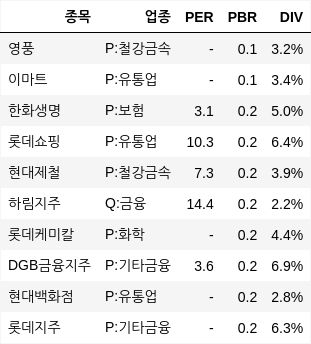 종목 업종 PER PBR DIV
영풍 P:철강금속 - 0.1 3.2%
이마트 P:유통업 - 0.1 3.4%
한화생명 P:보험 3.1 0.2 5.0%
롯데쇼핑 P:유통업 10.3 0.2 6.4%
현대제철 P:철강금속 7.3 0.2 3.9%
하림지주 Q:금융 14.4 0.2 2.2%
롯데케미칼 P:화학 - 0.2 4.4%
DGB금융지주 P:기타금융 3.6 0.2 6.9%
현대백화점 P:유통업 - 0.2 2.8%
롯데지주 P:기타금융 - 0.2 6.3%